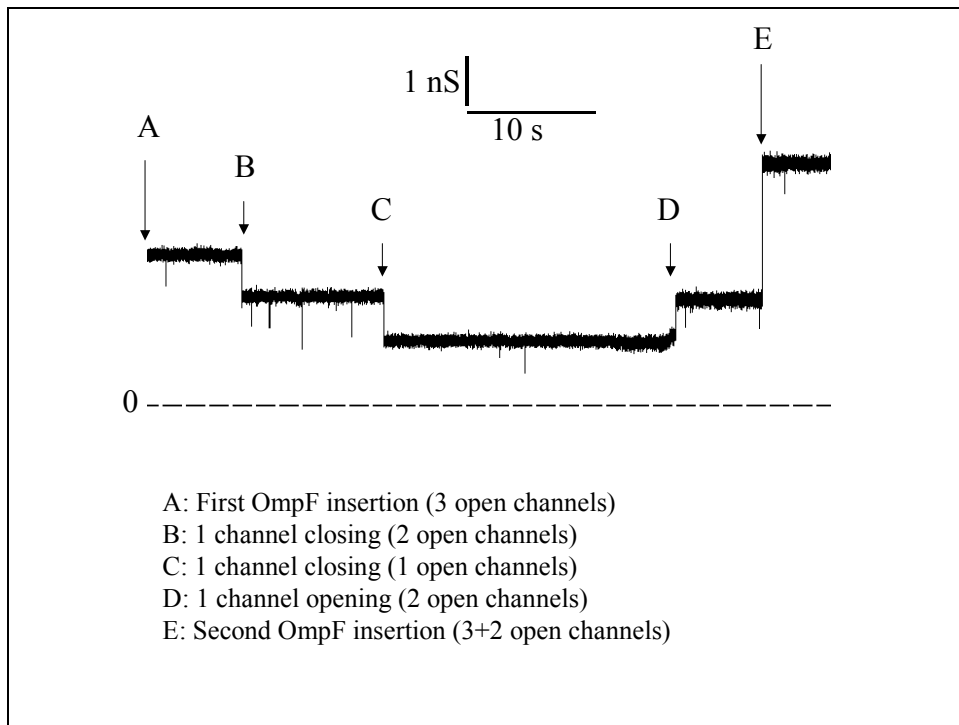 E
1 nS
10 s
A
B
C
D
0
A: First OmpF insertion (3 open channels)
B: 1 channel closing (2 open channels)
C: 1 channel closing (1 open channels)
D: 1 channel opening (2 open channels)
E: Second OmpF insertion (3+2 open channels)